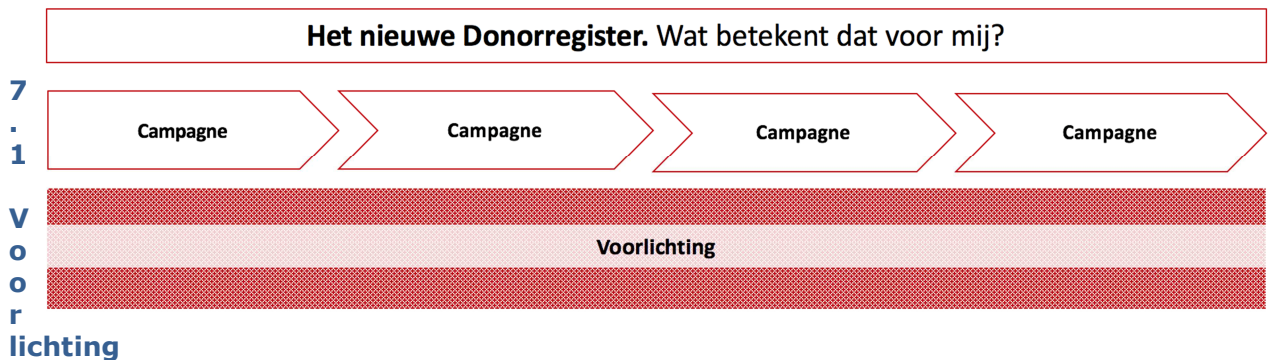 Het nieuwe Donorregister. Wat betekent dat voor mij?
Campagne
Campagne
Campagne
Campagne
Voorlichting
7
.
1
V
o
o
r
lichting